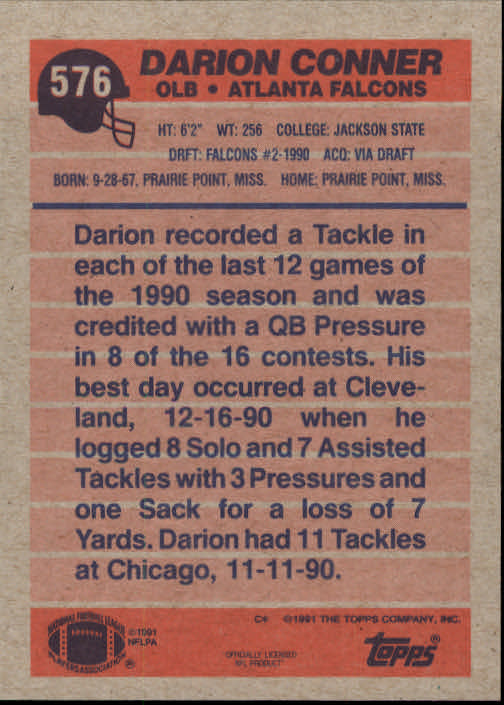 576
DARION CONNER
OLB • ATLANTA FALCONS
HT: 6'2" WT: 256 COLLEGE: JACKSON STATE
DRFT: FALCONS #2-1990 ACQ: VIA DRAFT
BORN: 9-28-67, PRAIRIE POINT, MISS. HOME: PRAIRIE POINT, MISS.
Darion recorded a Tackle in
each of the last 12 games of
the 1990 season and was
credited with a QB Pressure
in 8 of the 16 contests. His
best day occurred at Cleve-
land, 12-16-90 when he
logged 8 Solo and 7 Assisted
Tackles with 3 Pressures and
one Sack for a loss of 7
Yards. Darion had 11 Tackles
at Chicago, 11-11-90.
NATIONAL FOOTBALL LEAGUE
PLAYERS ASSOCIATION ®
©1991
NFLPA
C* ©1991 THE TOPPS COMPANY, INC.
OFFICIALLY LICENSED
NFL PRODUCT
topps®